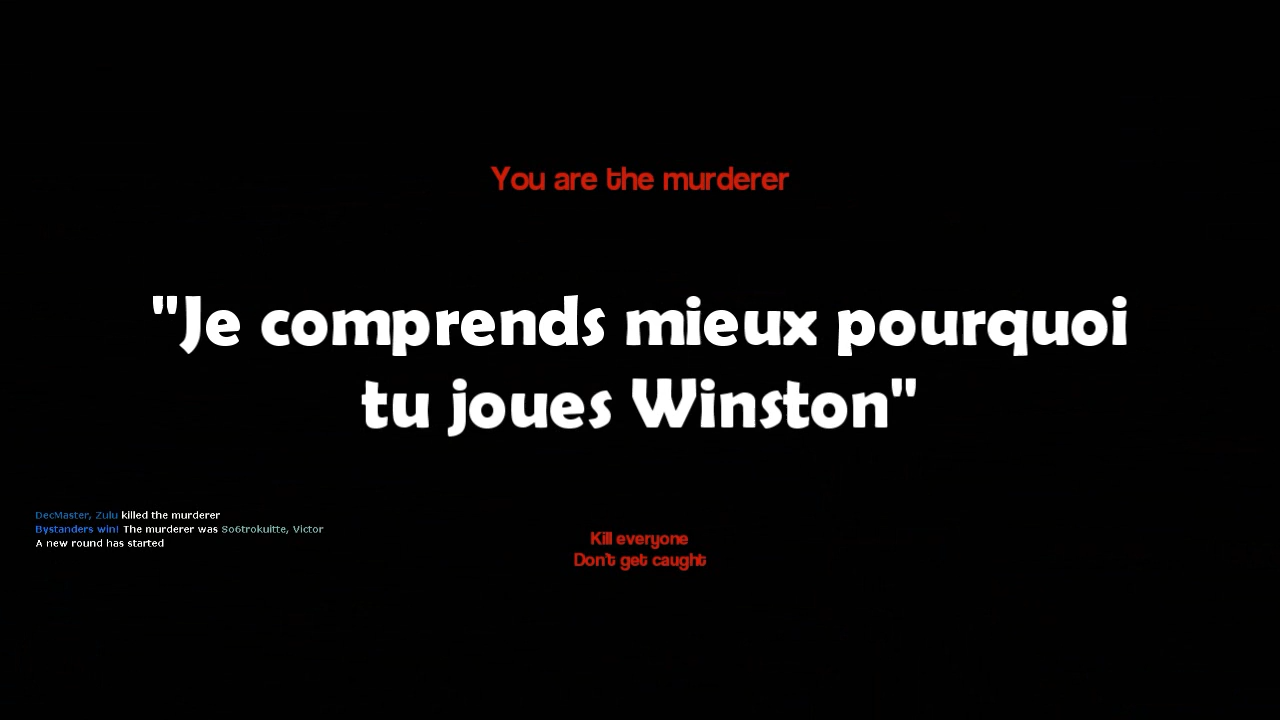 You are the murderer
"Je comprends mieux pourquoi
tu joues Winston"
DecMaster, Zulu killed the murderer
Bystanders win! The murderer was So6trokuitte, Victor
A new round has started
Kill everyone
Don't get caught